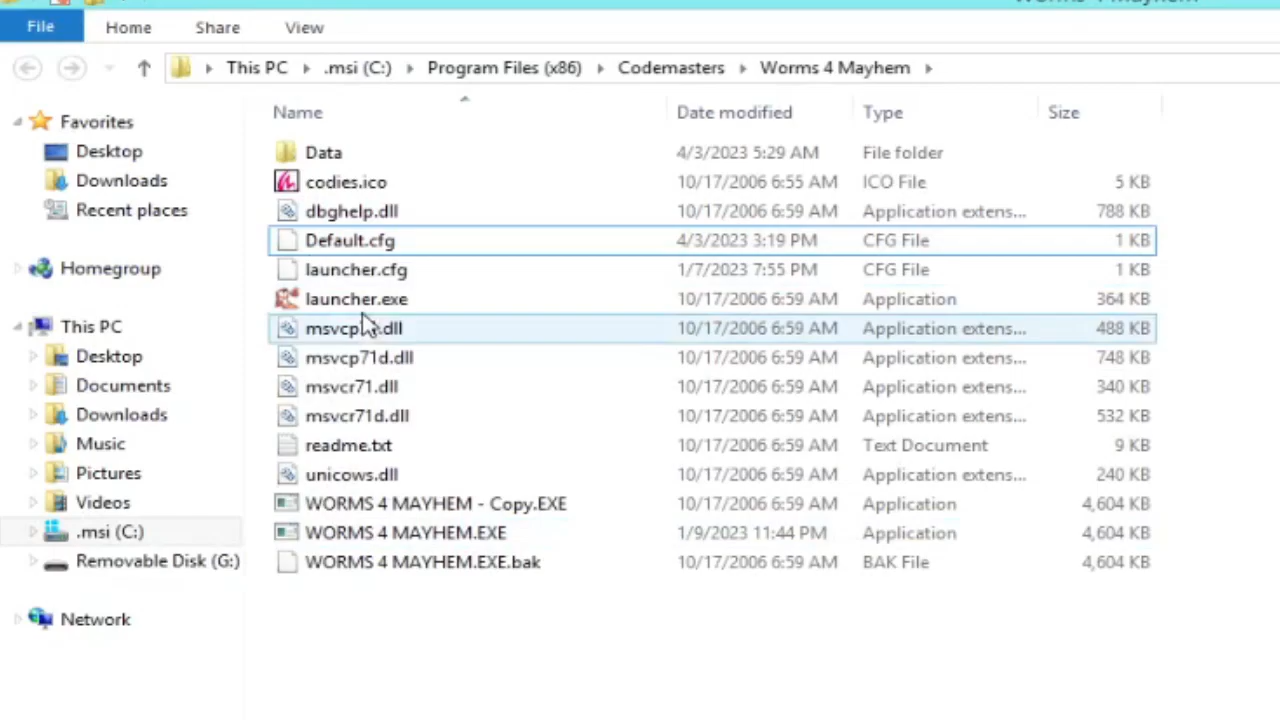 File Home Share View
This PC .msi (C:) Program Files (x86) Codemasters Worms 4 Mayhem
Name Date modified Type Size
Favorites
Desktop
Downloads
Recent places
Homegroup
This PC
Desktop
Documents
Downloads
Music
Pictures
Videos
.msi (C:)
Removable Disk (G:)
Network
Data 4/3/2023 5:29 AM File folder
codies.ico 10/17/2006 6:55 AM ICO File 5 KB
dbghelp.dll 10/17/2006 6:59 AM Application extens... 788 KB
Default.cfg 4/3/2023 3:19 PM CFG File 1 KB
launcher.cfg 1/7/2023 7:55 PM CFG File 1 KB
launcher.exe 10/17/2006 6:59 AM Application 364 KB
10/17/2006 6:59 AM Application extens... 488 KB
msvcp71d.dll 10/17/2006 6:59 AM Application extens... 748 KB
msvcr71.dll 10/17/2006 6:59 AM Application extens... 340 KB
msvcr71d.dll 10/17/2006 6:59 AM Application extens... 532 KB
readme.txt 10/17/2006 6:59 AM Text Document 9 KB
unicows.dll 10/17/2006 6:59 AM Application extens... 240 KB
WORMS 4 MAYHEM - Copy.EXE 10/17/2006 6:59 AM Application 4,604 KB
WORMS 4 MAYHEM.EXE 1/9/2023 11:44 PM Application 4,604 KB
WORMS 4 MAYHEM.EXE.bak 10/17/2006 6:59 AM BAK File 4,604 KB